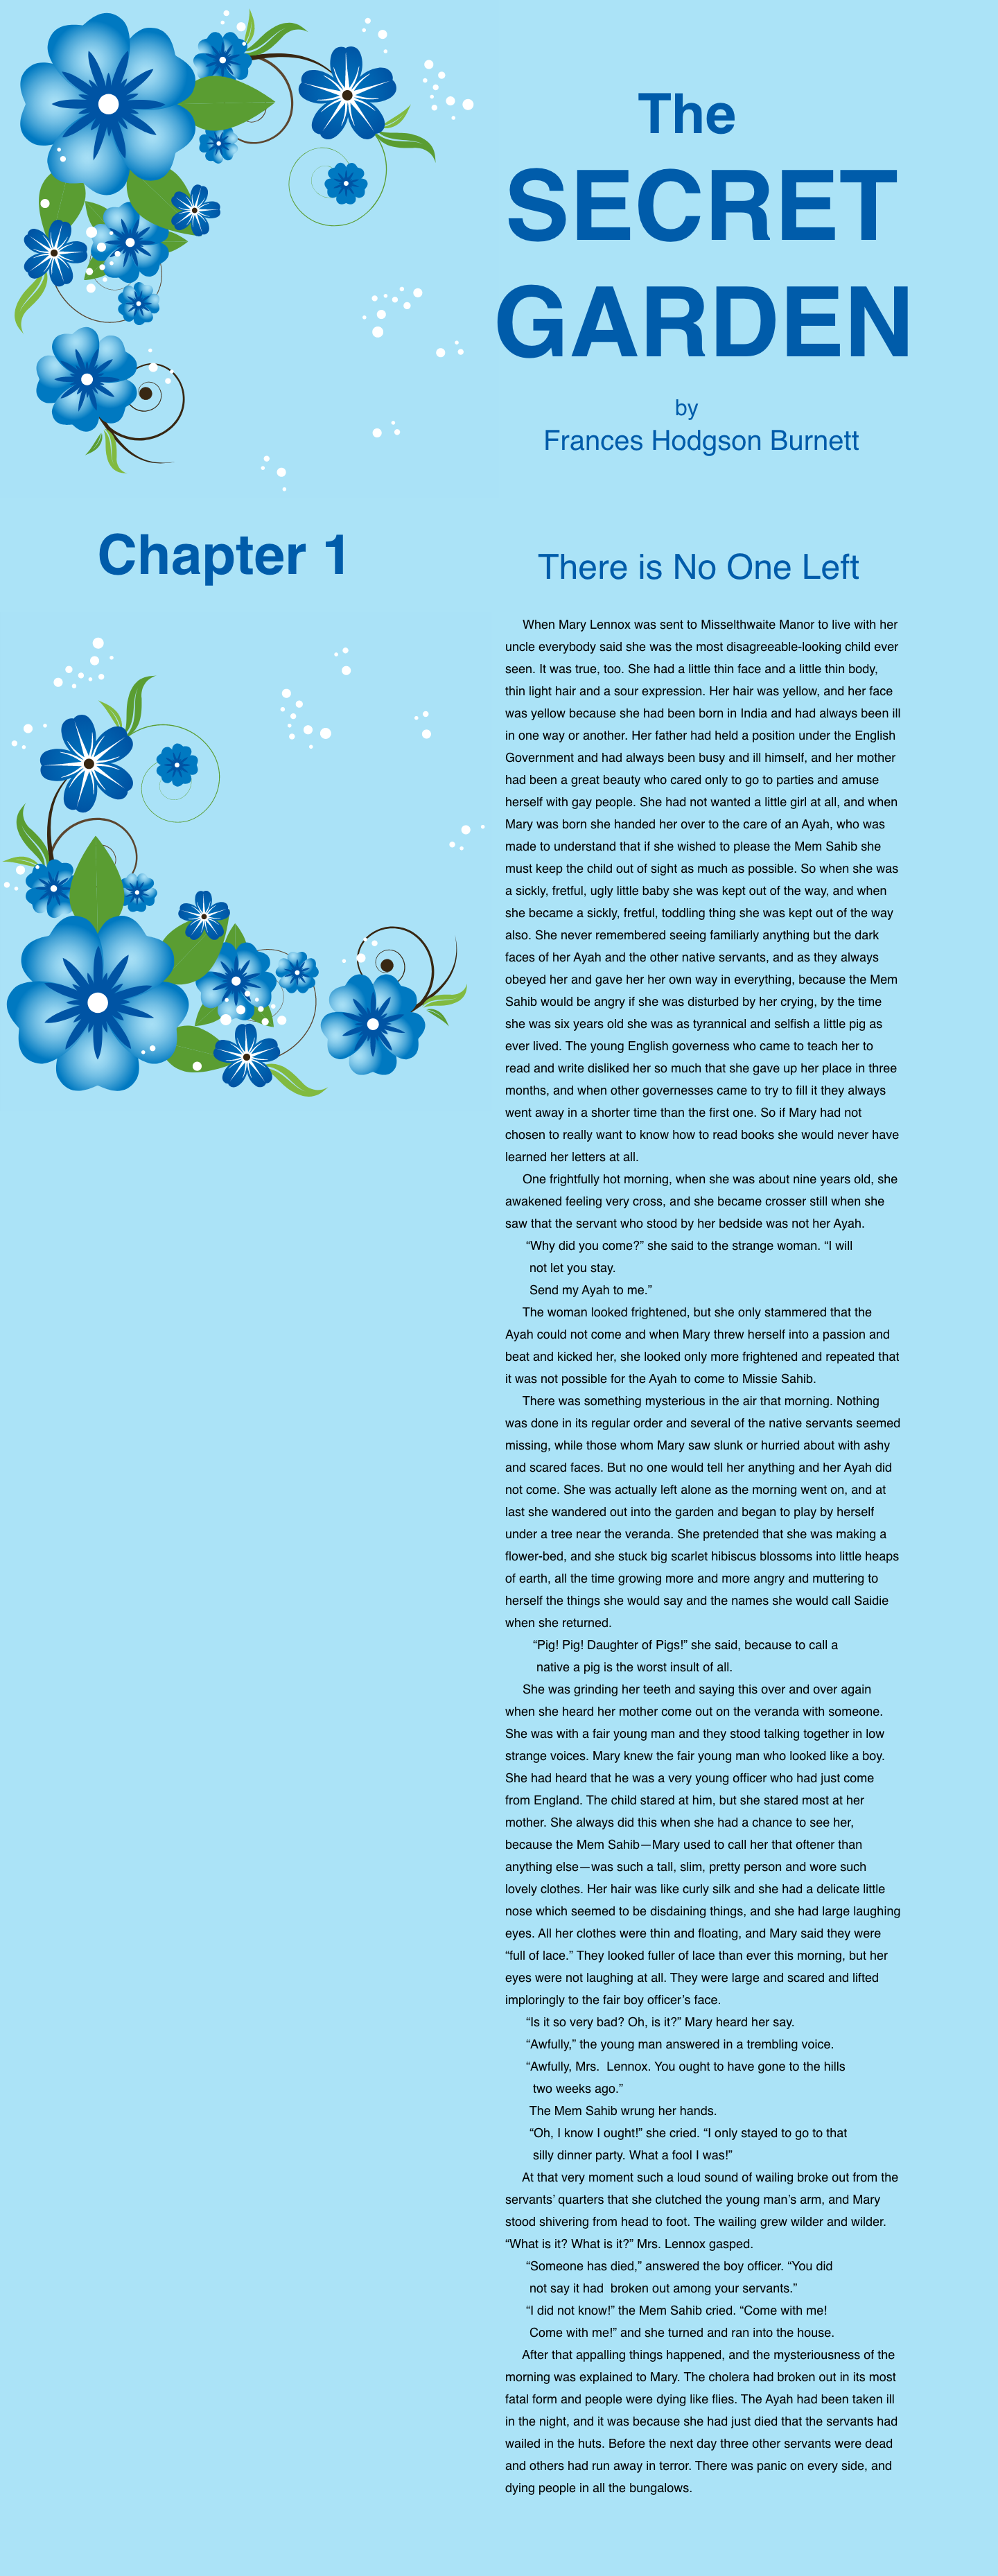 The
SECRET
GARDEN
by
Frances Hodgson Burnett
Chapter 1
There is No One Left
When Mary Lennox was sent to Misselthwaite Manor to live with her
uncle everybody said she was the most disagreeable-looking child ever
seen. It was true, too. She had a little thin face and a little thin body,
thin light hair and a sour expression. Her hair was yellow, and her face
was yellow because she had been born in India and had always been ill
in one way or another. Her father had held a position under the English
Government and had always been busy and ill himself, and her mother
had been a great beauty who cared only to go to parties and amuse
herself with gay people. She had not wanted a little girl at all, and when
Mary was born she handed her over to the care of an Ayah, who was
made to understand that if she wished to please the Mem Sahib she
must keep the child out of sight as much as possible. So when she was
a sickly, fretful, ugly little baby she was kept out of the way, and when
she became a sickly, fretful, toddling thing she was kept out of the way
also. She never remembered seeing familiarly anything but the dark
faces of her Ayah and the other native servants, and as they always
obeyed her and gave her her own way in everything, because the Mem
Sahib would be angry if she was disturbed by her crying, by the time
she was six years old she was as tyrannical and selfish a little pig as
ever lived. The young English governess who came to teach her to
read and write disliked her so much that she gave up her place in three
months, and when other governesses came to try to fill it they always
went away in a shorter time than the first one. So if Mary had not
chosen to really want to know how to read books she would never have
learned her letters at all.
One frightfully hot morning, when she was about nine years old, she
awakened feeling very cross, and she became crosser still when she
saw that the servant who stood by her bedside was not her Ayah.
“Why did you come?” she said to the strange woman. “I will
not let you stay.
Send my Ayah to me.”
The woman looked frightened, but she only stammered that the
Ayah could not come and when Mary threw herself into a passion and
beat and kicked her, she looked only more frightened and repeated that
it was not possible for the Ayah to come to Missie Sahib.
There was something mysterious in the air that morning. Nothing
was done in its regular order and several of the native servants seemed
missing, while those whom Mary saw slunk or hurried about with ashy
and scared faces. But no one would tell her anything and her Ayah did
not come. She was actually left alone as the morning went on, and at
last she wandered out into the garden and began to play by herself
under a tree near the veranda. She pretended that she was making a
flower-bed, and she stuck big scarlet hibiscus blossoms into little heaps
of earth, all the time growing more and more angry and muttering to
herself the things she would say and the names she would call Saidie
when she returned.
“Pig! Pig! Daughter of Pigs!” she said, because to call a
native a pig is the worst insult of all.
She was grinding her teeth and saying this over and over again
when she heard her mother come out on the veranda with someone.
She was with a fair young man and they stood talking together in low
strange voices. Mary knew the fair young man who looked like a boy.
She had heard that he was a very young officer who had just come
from England. The child stared at him, but she stared most at her
mother. She always did this when she had a chance to see her,
because the Mem Sahib—Mary used to call her that oftener than
anything else—was such a tall, slim, pretty person and wore such
lovely clothes. Her hair was like curly silk and she had a delicate little
nose which seemed to be disdaining things, and she had large laughing
eyes. All her clothes were thin and floating, and Mary said they were
“full of lace.” They looked fuller of lace than ever this morning, but her
eyes were not laughing at all. They were large and scared and lifted
imploringly to the fair boy officer’s face.
“Is it so very bad? Oh, is it?” Mary heard her say.
“Awfully,” the young man answered in a trembling voice.
“Awfully, Mrs.  Lennox. You ought to have gone to the hills
two weeks ago.”
The Mem Sahib wrung her hands.
“Oh, I know I ought!” she cried. “I only stayed to go to that
silly dinner party. What a fool I was!”
At that very moment such a loud sound of wailing broke out from the
servants’ quarters that she clutched the young man’s arm, and Mary
stood shivering from head to foot. The wailing grew wilder and wilder.
“What is it? What is it?” Mrs. Lennox gasped.
“Someone has died,” answered the boy officer. “You did
not say it had  broken out among your servants.”
“I did not know!” the Mem Sahib cried. “Come with me!
Come with me!” and she turned and ran into the house.
After that appalling things happened, and the mysteriousness of the
morning was explained to Mary. The cholera had broken out in its most
fatal form and people were dying like flies. The Ayah had been taken ill
in the night, and it was because she had just died that the servants had
wailed in the huts. Before the next day three other servants were dead
and others had run away in terror. There was panic on every side, and
dying people in all the bungalows.